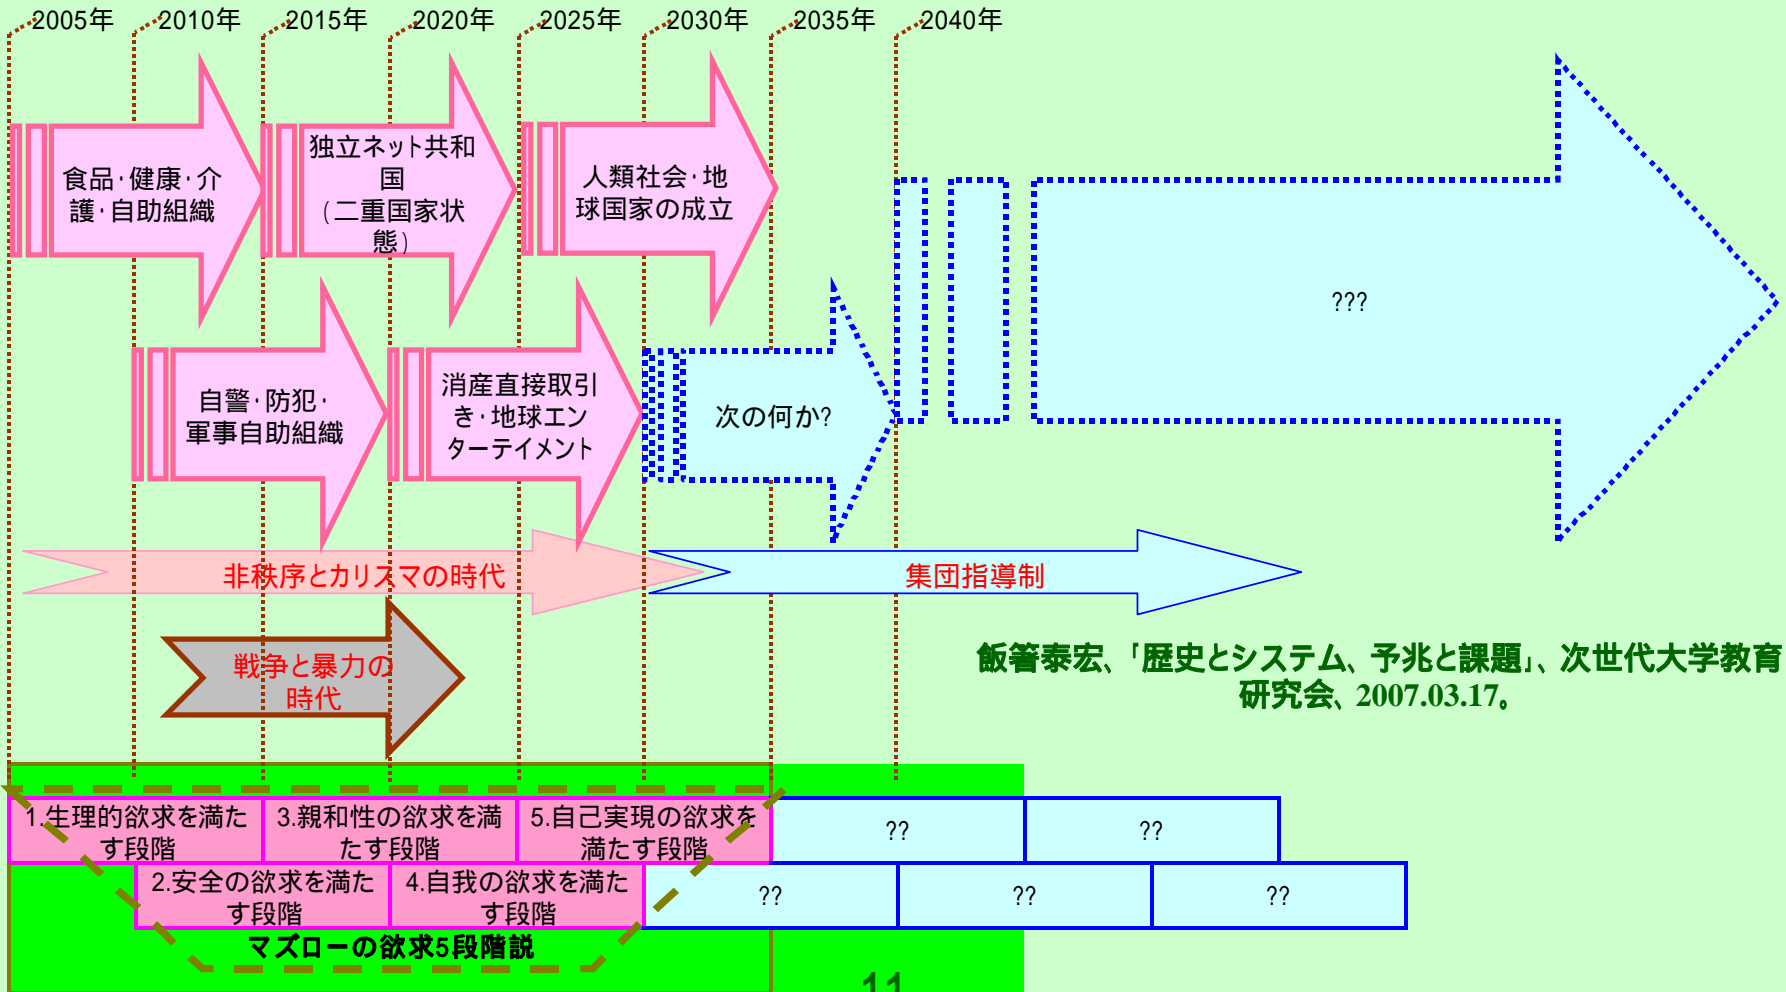 2005年 2010年 2015年 2020年 2025年 2030年 2035年 2040年
食品・健康・介
護・自助組織
独立ネット共和
国
(二重国家状
態)
人類社会・地
球国家の成立
???
自警・防犯・
軍事自助組織
消産直接取引
き・地球エン
ターテイメント
次の何か?
非秩序とカリスマの時代
集団指導制
戦争と暴力の
時代
飯箸泰宏、「歴史とシステム、予兆と課題」、次世代大学教育
研究会、2007.03.17。
1.生理的欲求を満た
す段階
3.親和性の欲求を満
たす段階
5.自己実現の欲求を
満たす段階
??
??
2.安全の欲求を満た
す段階
4.自我の欲求を満た
す段階
??
??
??
マズローの欲求5段階説
11